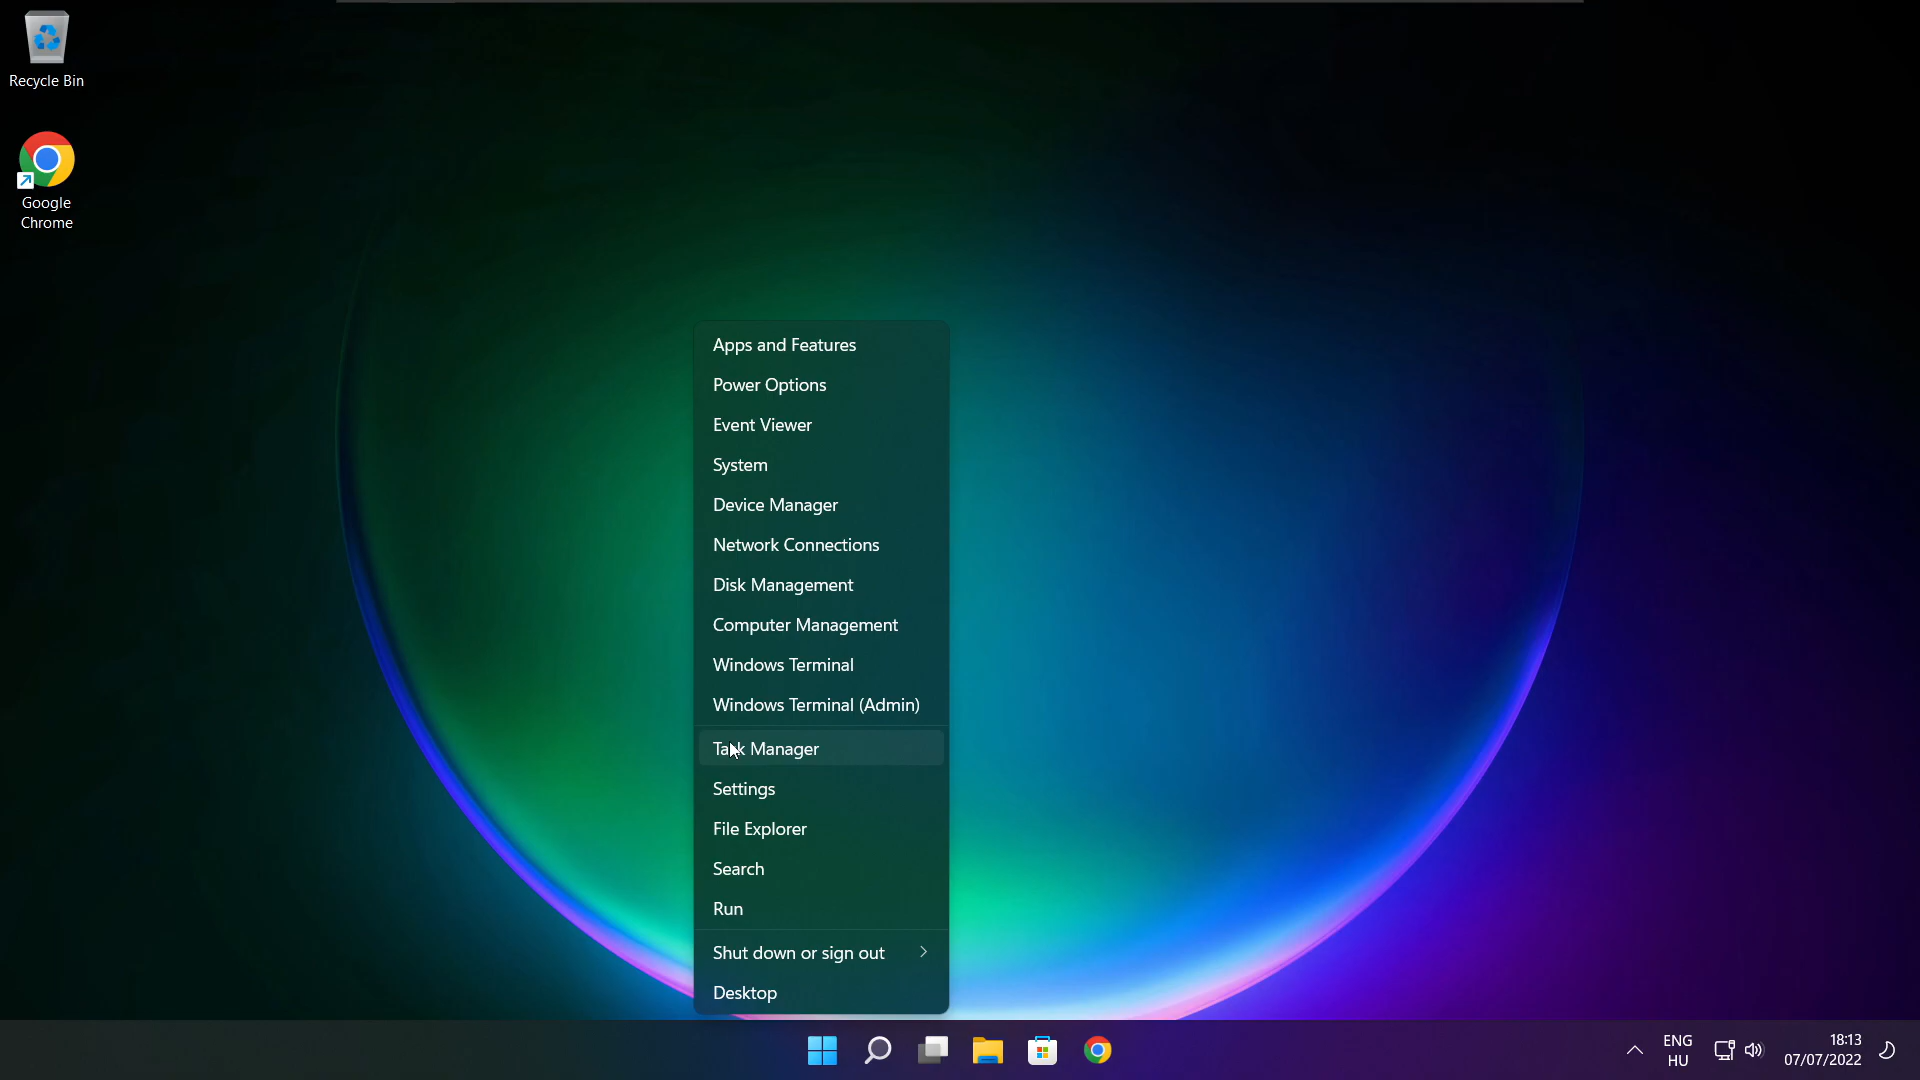 Recycle Bin
Google
Chrome
Apps and Features
Power Options
Event Viewer
System
Device Manager
Network Connections
Disk Management
Computer Management
Windows Terminal
Windows Terminal (Admin)
Task Manager
Settings
File Explorer
Search
Run
Shut down or sign out
Desktop
ENG
HU
18:13
07/07/2022